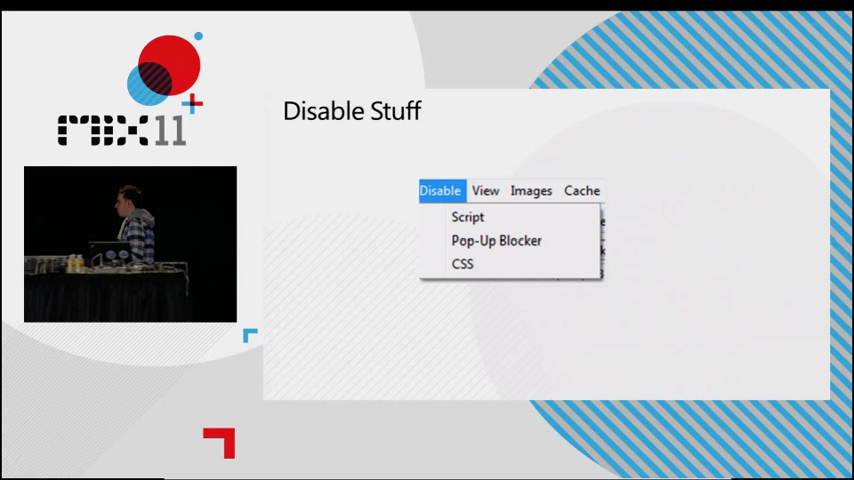 mix11
Disable Stuff
Disable View Images Cache
Script
Pop-Up Blocker
CSS